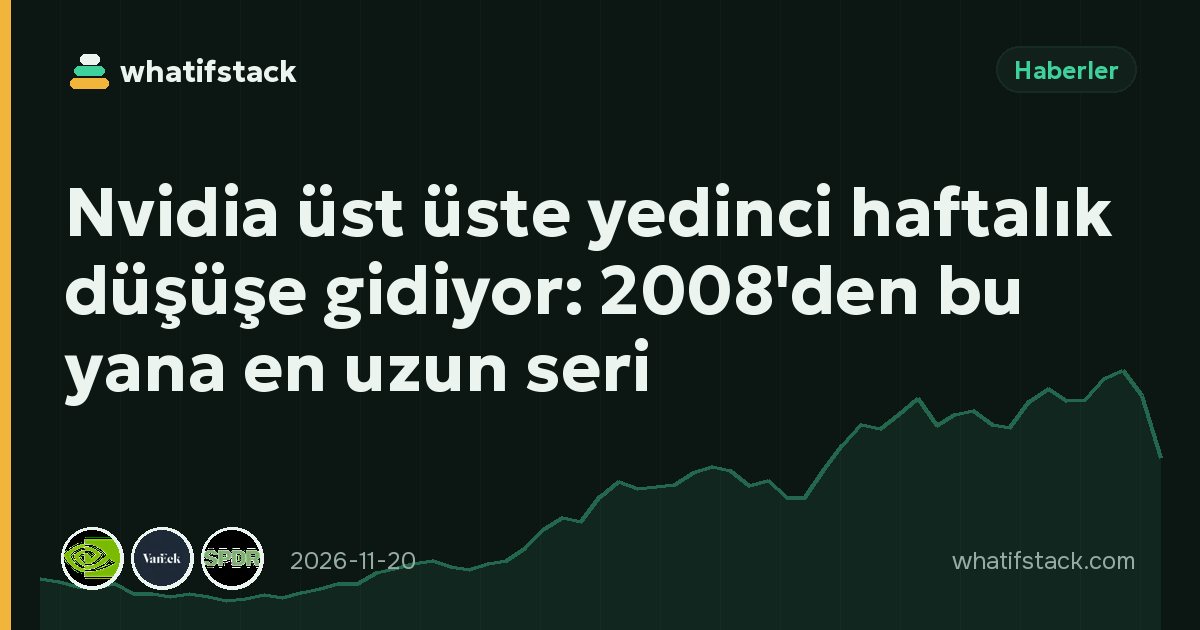 whatifstack
Haberler
Nvidia üst üste yedinci haftalık
düşüşe gidiyor: 2008'den bu
yana en uzun seri
VanEck
SPDR
2026-11-20
whatifstack.com